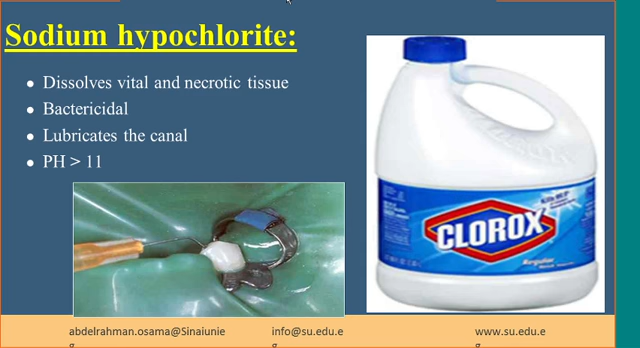 Sodium hypochlorite:
• Dissolves vital and necrotic tissue
• Bactericidal
• Lubricates the canal
• PH > 11
CLOROX
Regular
abdelrahman.osama@Sinaiunie
info@su.edu.e
www.su.edu.e